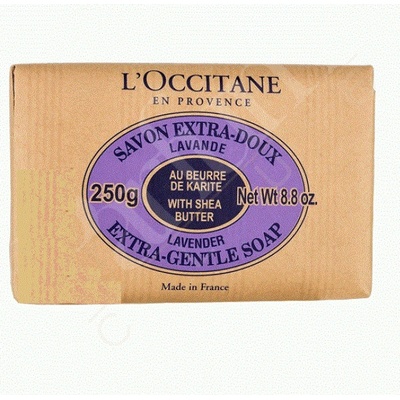 L'OCCITANE
EN PROVENCE
SAVON EXTRA-DOUX
LAVANDE
AU BEURRE
DE KARITE
250g
Net Wt 8.8 oz.
WITH SHEA
BUTTER
LAVENDER
EXTRA-GENTLE SOAP
Made in France